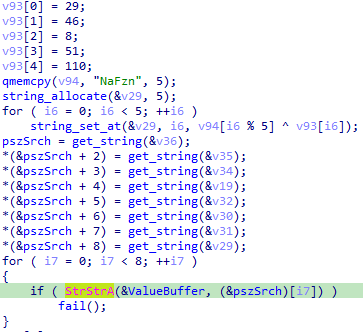 v93[0] = 29;
v93[1] = 46;
v93[2] = 8;
v93[3] = 51;
v93[4] = 110;
qmemcpy(v94, "NaFzn", 5);
string_allocate(&v29, 5);
for ( i6 = 0; i6 < 5; ++i6 )
    string_set_at(&v29, i6, v94[i6 % 5] ^ v93[i6]);
pszSrch = get_string(&v36);
*(&pszSrch + 2) = get_string(&v35);
*(&pszSrch + 3) = get_string(&v34);
*(&pszSrch + 4) = get_string(&v19);
*(&pszSrch + 5) = get_string(&v32);
*(&pszSrch + 6) = get_string(&v30);
*(&pszSrch + 7) = get_string(&v31);
*(&pszSrch + 8) = get_string(&v29);
for ( i7 = 0; i7 < 8; ++i7 )
{
    if ( StrStrA(&ValueBuffer, (&pszSrch)[i7]) )
        fail();
}